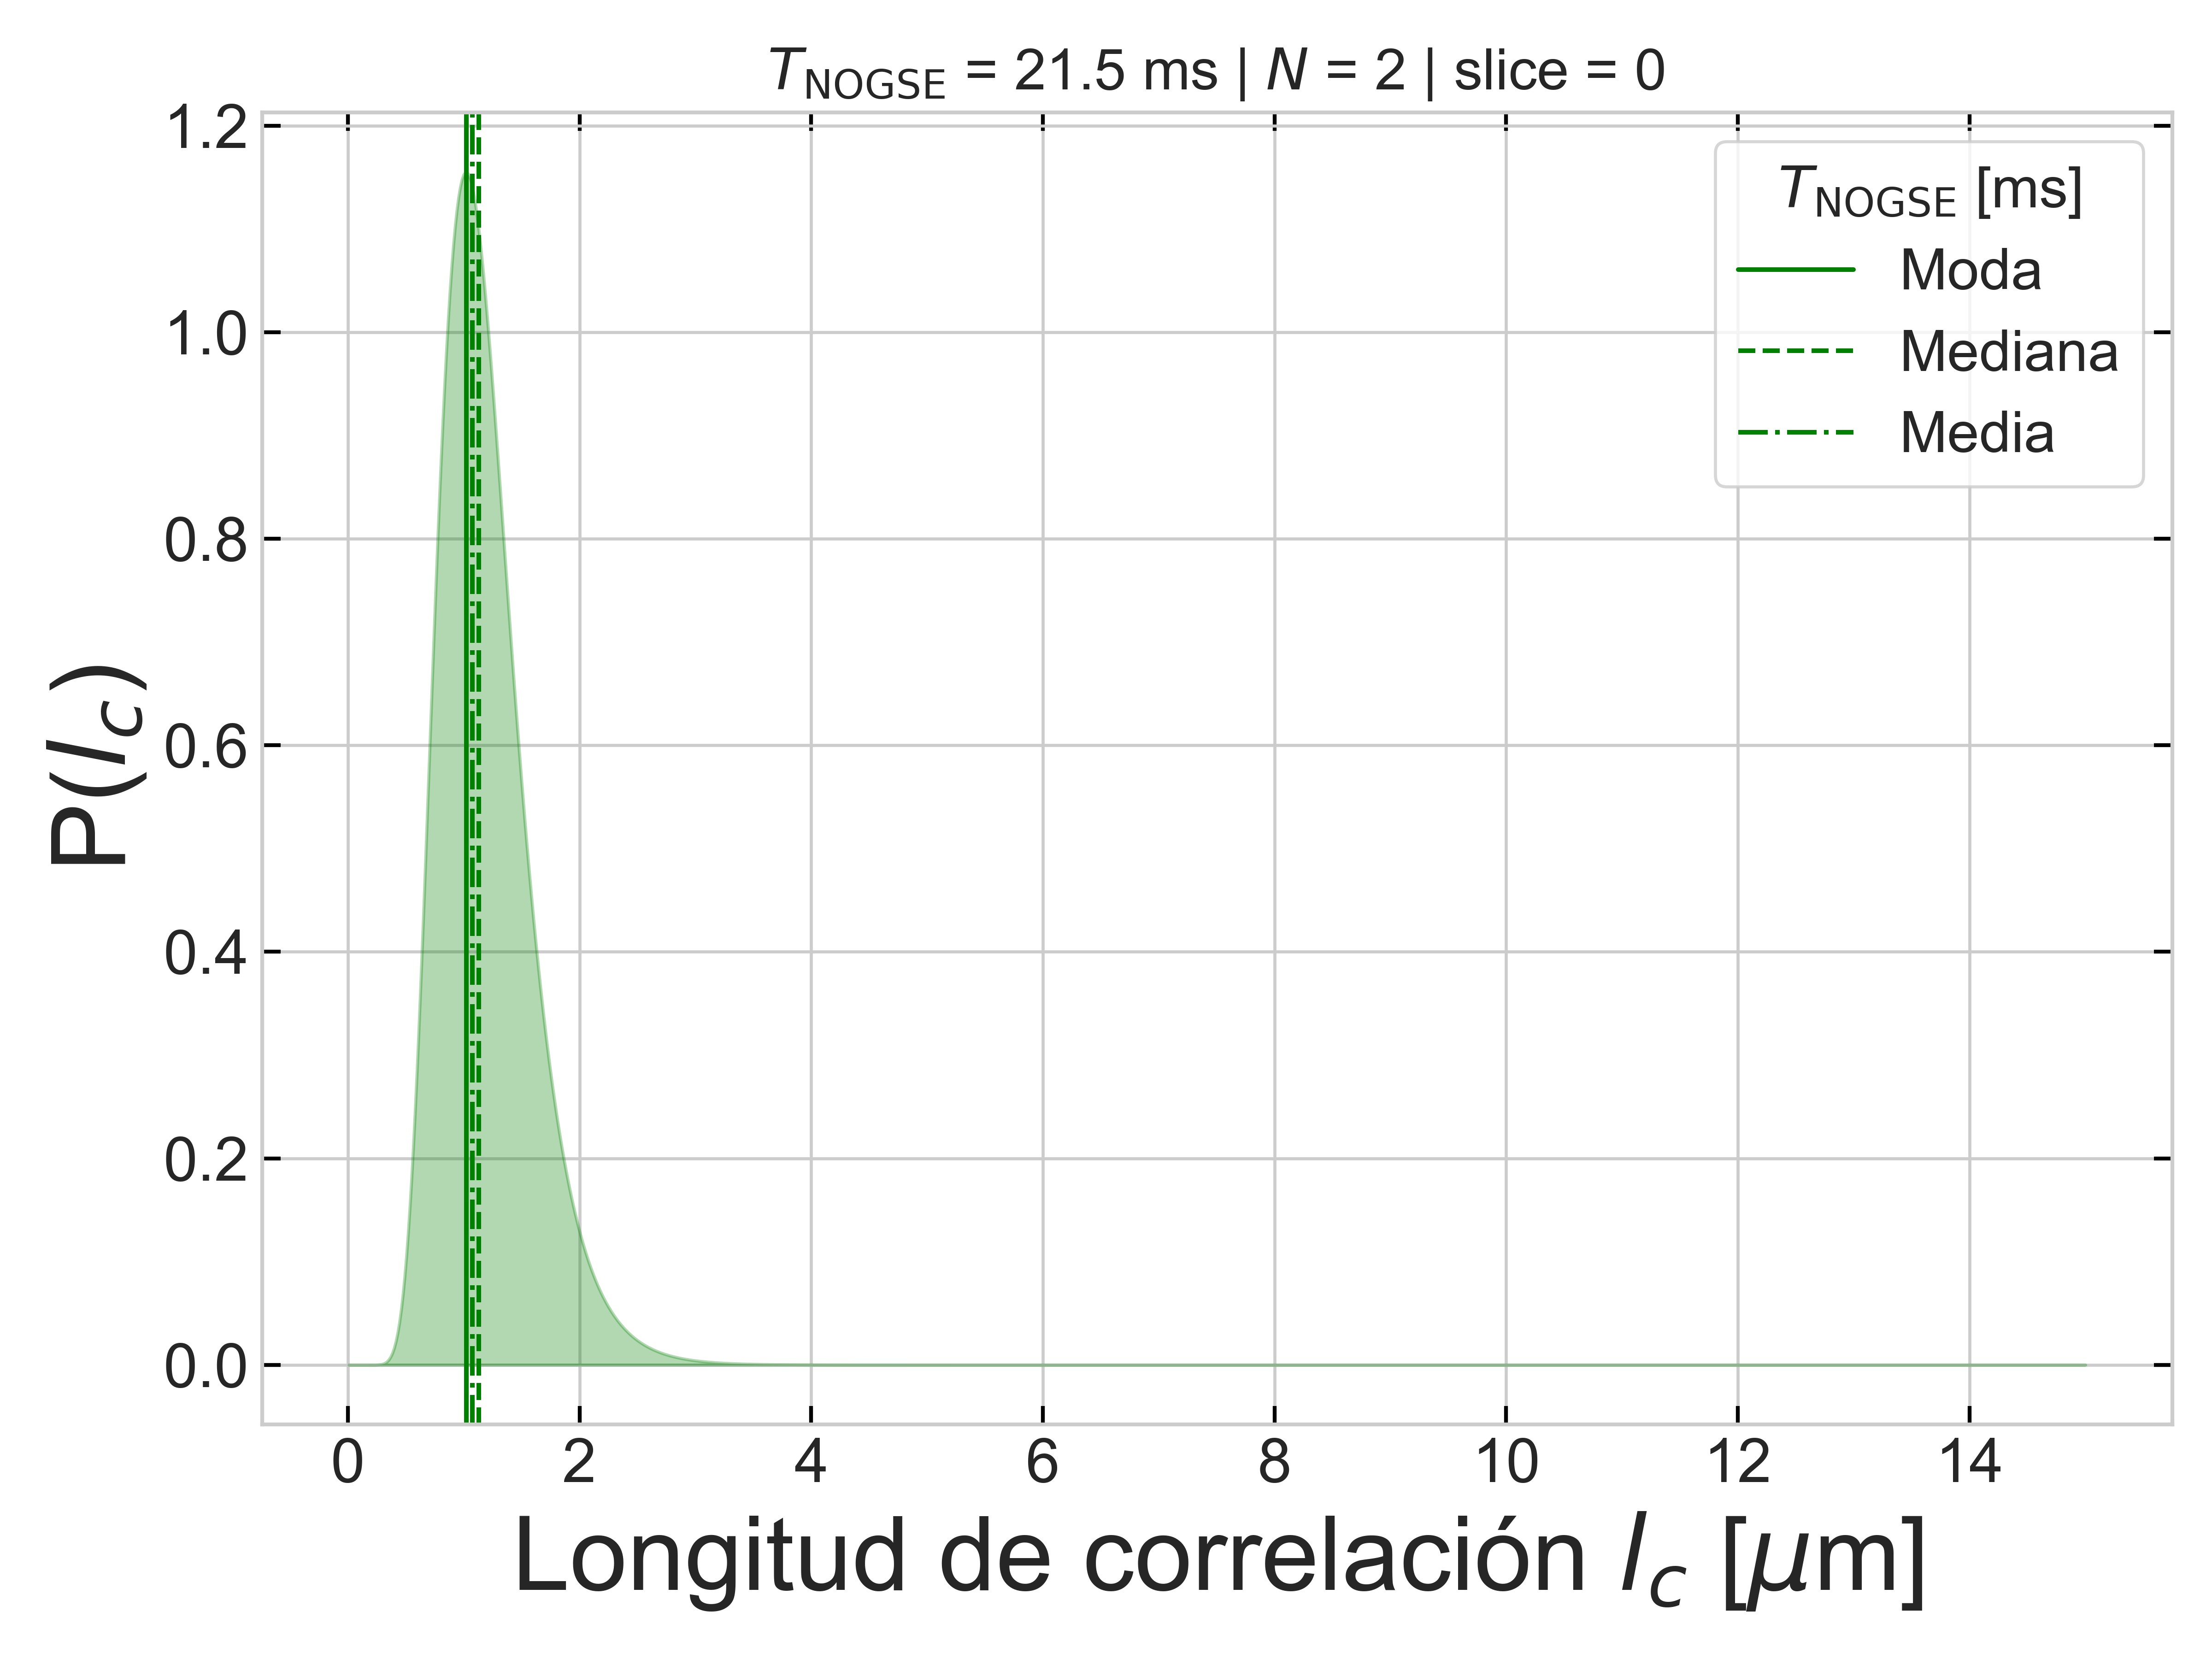 T_NOGSE = 21.5 ms | N = 2 | slice = 0
T_NOGSE [ms]
Moda
Mediana
Media
P(l_c)
1.2
1.0
0.8
0.6
0.4
0.2
0.0
0 2 4 6 8 10 12 14
Longitud de correlación l_c [μm]